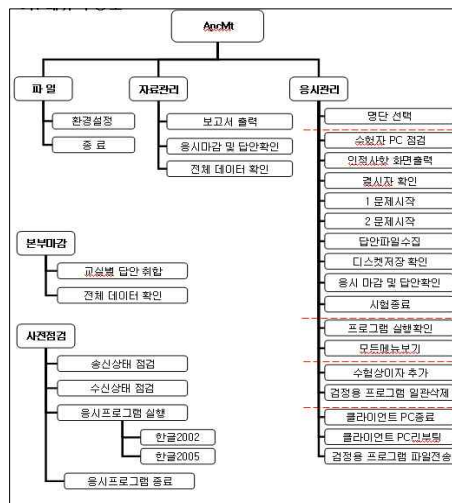 AncMt
파 일
환경설정
종 료
자료관리
보고서 출력
응시마감 및 답안확인
전체 데이터 확인
응시관리
명단 선택
수험자 PC 점검
인적사항 화면출력
결시자 확인
1 문제시작
2 문제시작
답안파일수집
디스켓저장 확인
응시 마감 및 답안확인
시험종료
프로그램 실행확인
모드메뉴보기
수험상이자 추가
검정용 프로그램 일관삭제
클라이언트 PC종료
클라이언트 PC리부팅
검정용 프로그램 파일전송
본부마감
교실별 답안 취합
전체 데이터 확인
사전점검
송신상태 점검
수신상태 점검
응시프로그램 실행
한글2002
한글2005
응시프로그램 종료